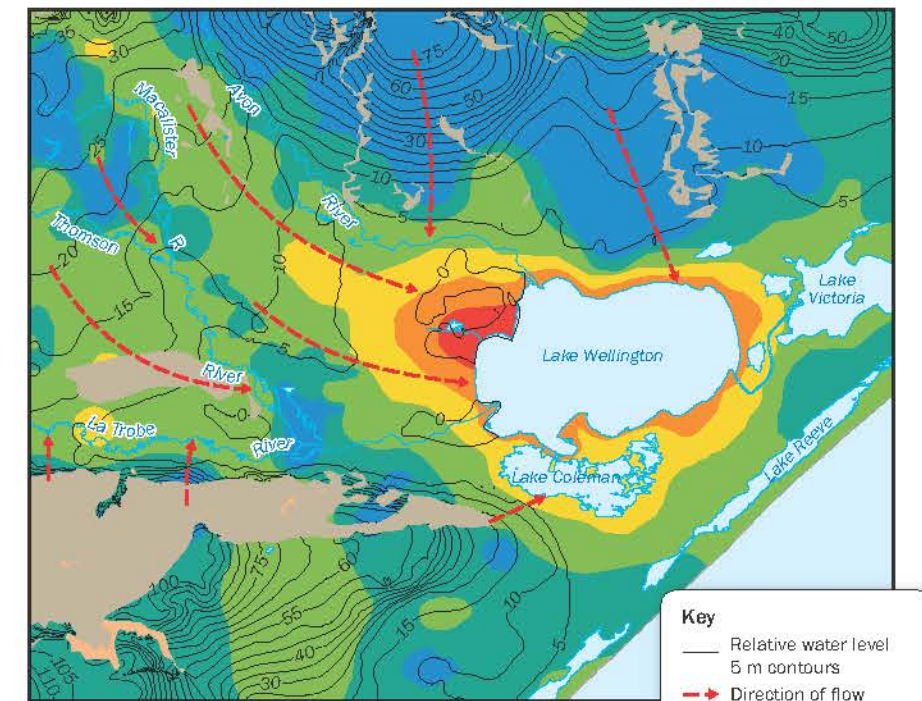 35
30
75
60
50
30
10
5
50
40
20
15
10
5
Macalister
Avon
River
25
Thomson
R
20
15
10
5
0
0
River
La Trobe
River
0
Lake Wellington
Lake
Victoria
Lake Reeve
Lake Coleman
100
75
55
40
30
60
15
10
5
105
110
Key
Relative water level
5 m contours
Direction of flow